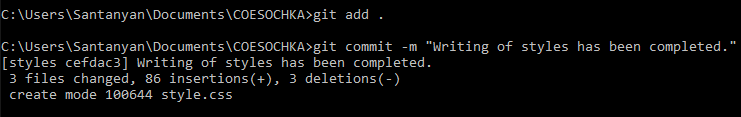 C:\Users\Santanyan\Documents\COESOCHKA>git add .
C:\Users\Santanyan\Documents\COESOCHKA>git commit -m "Writing of styles has been completed."
[styles cefdac3] Writing of styles has been completed.
3 files changed, 86 insertions(+), 3 deletions(-)
create mode 100644 style.css